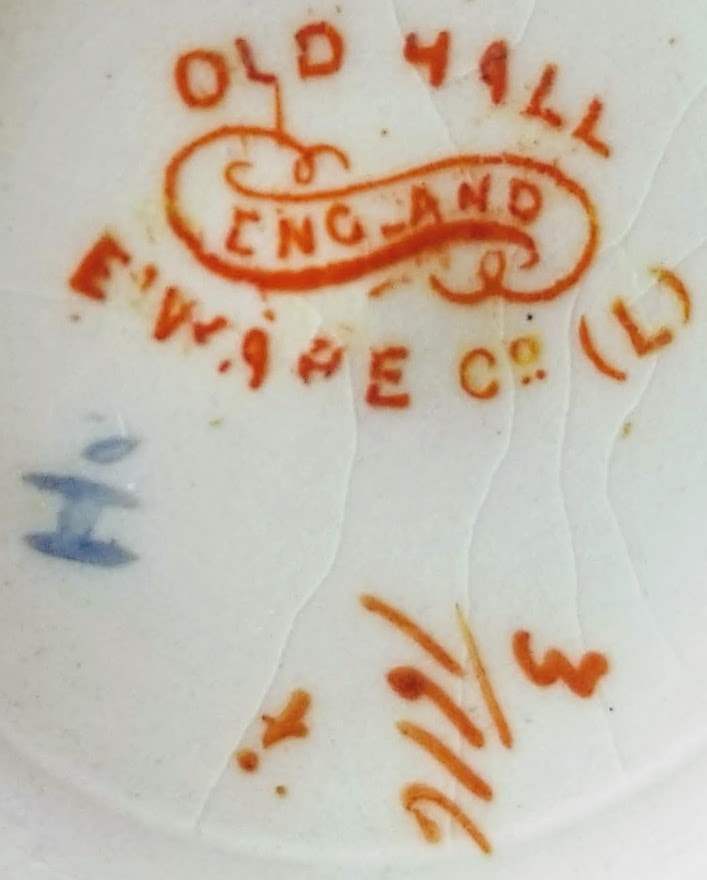 OLD HALL
ENGLAND
E'WARE Co. (L)
H.